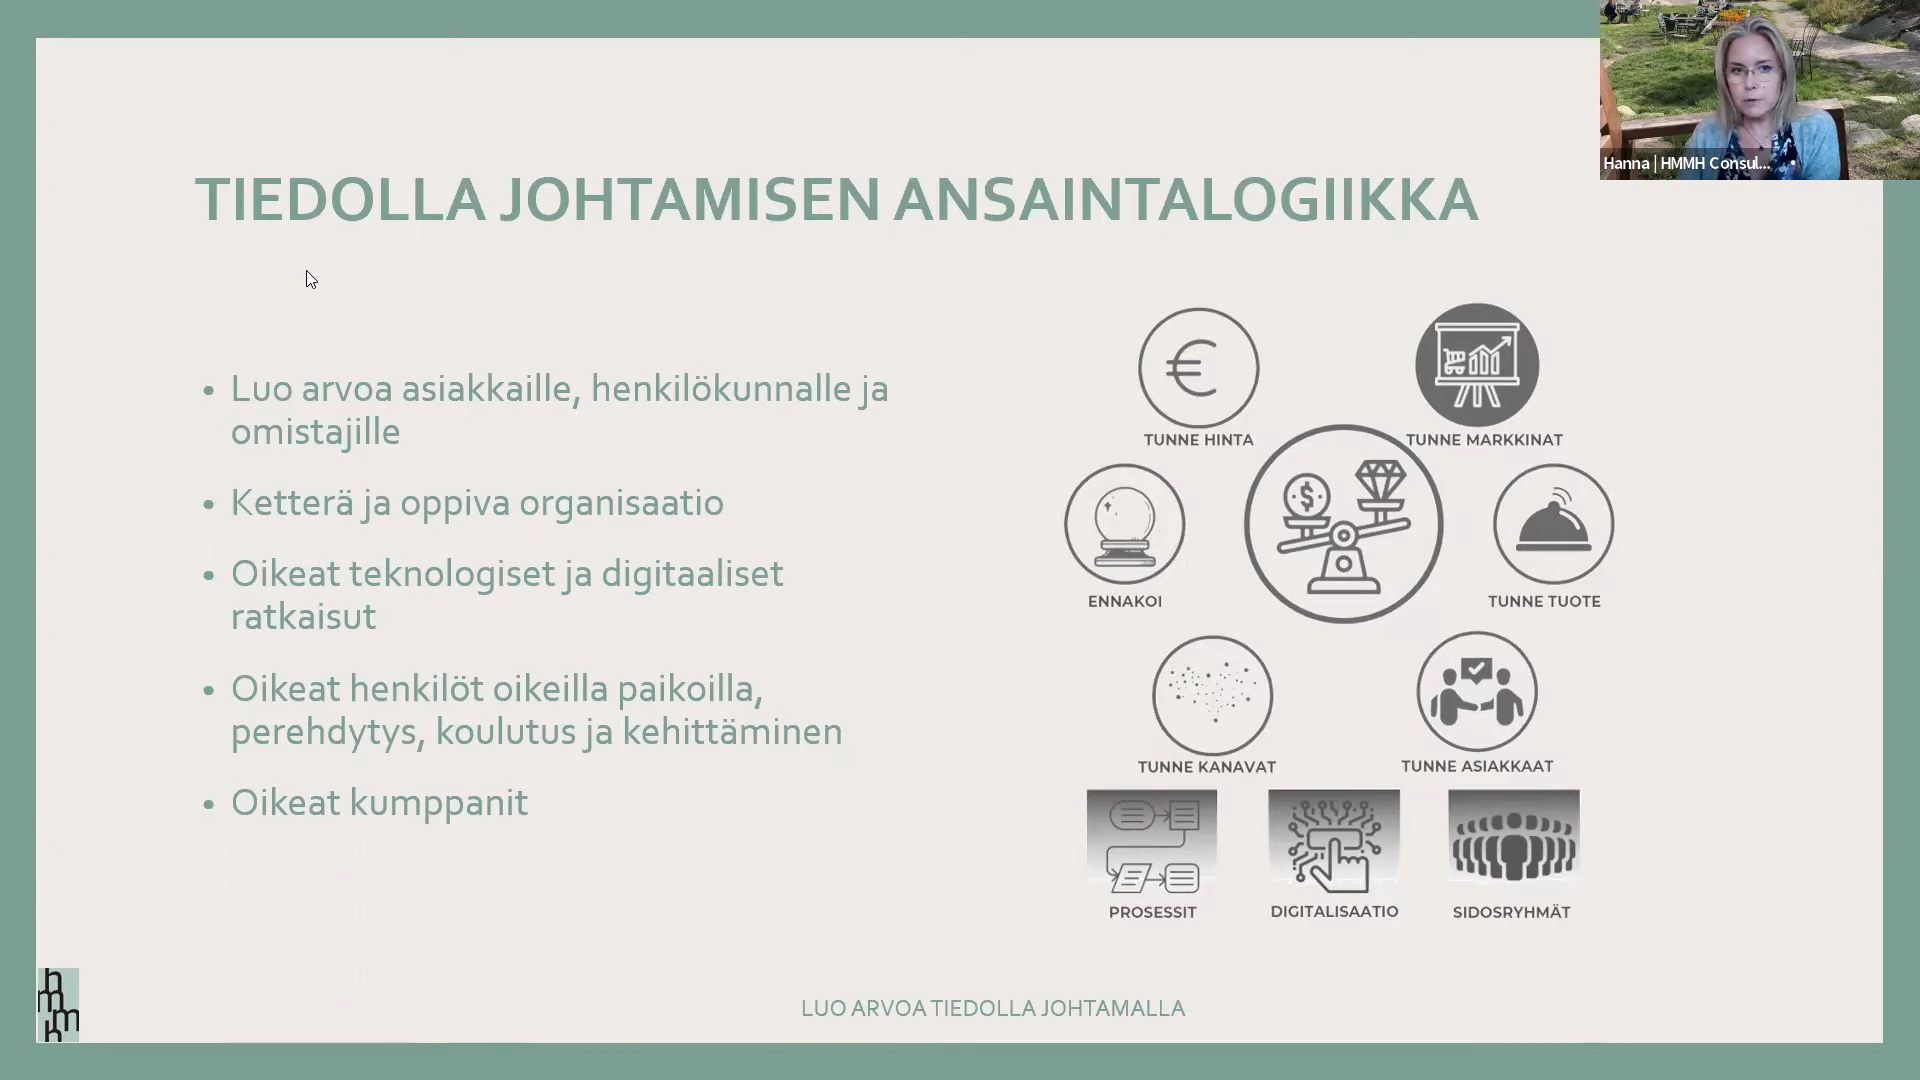 Hanna | HMMH Consul...
TIEDOLLA JOHTAMISEN ANSAINTALOGIIKKA
• Luo arvoa asiakkaille, henkilökunnalle ja
omistajille
• Ketterä ja oppiva organisaatio
• Oikeat teknologiset ja digitaaliset
ratkaisut
• Oikeat henkilöt oikeilla paikoilla,
perehdytys, koulutus ja kehittäminen
• Oikeat kumppanit
TUNNE HINTA
TUNNE MARKKINAT
ENNAKOI
TUNNE TUOTE
TUNNE KANAVAT
TUNNE ASIAKKAAT
PROSESSIT
DIGITALISAATIO
SIDOSRYHMÄT
h
m
m
h
LUO ARVOA TIEDOLLA JOHTAMALLA